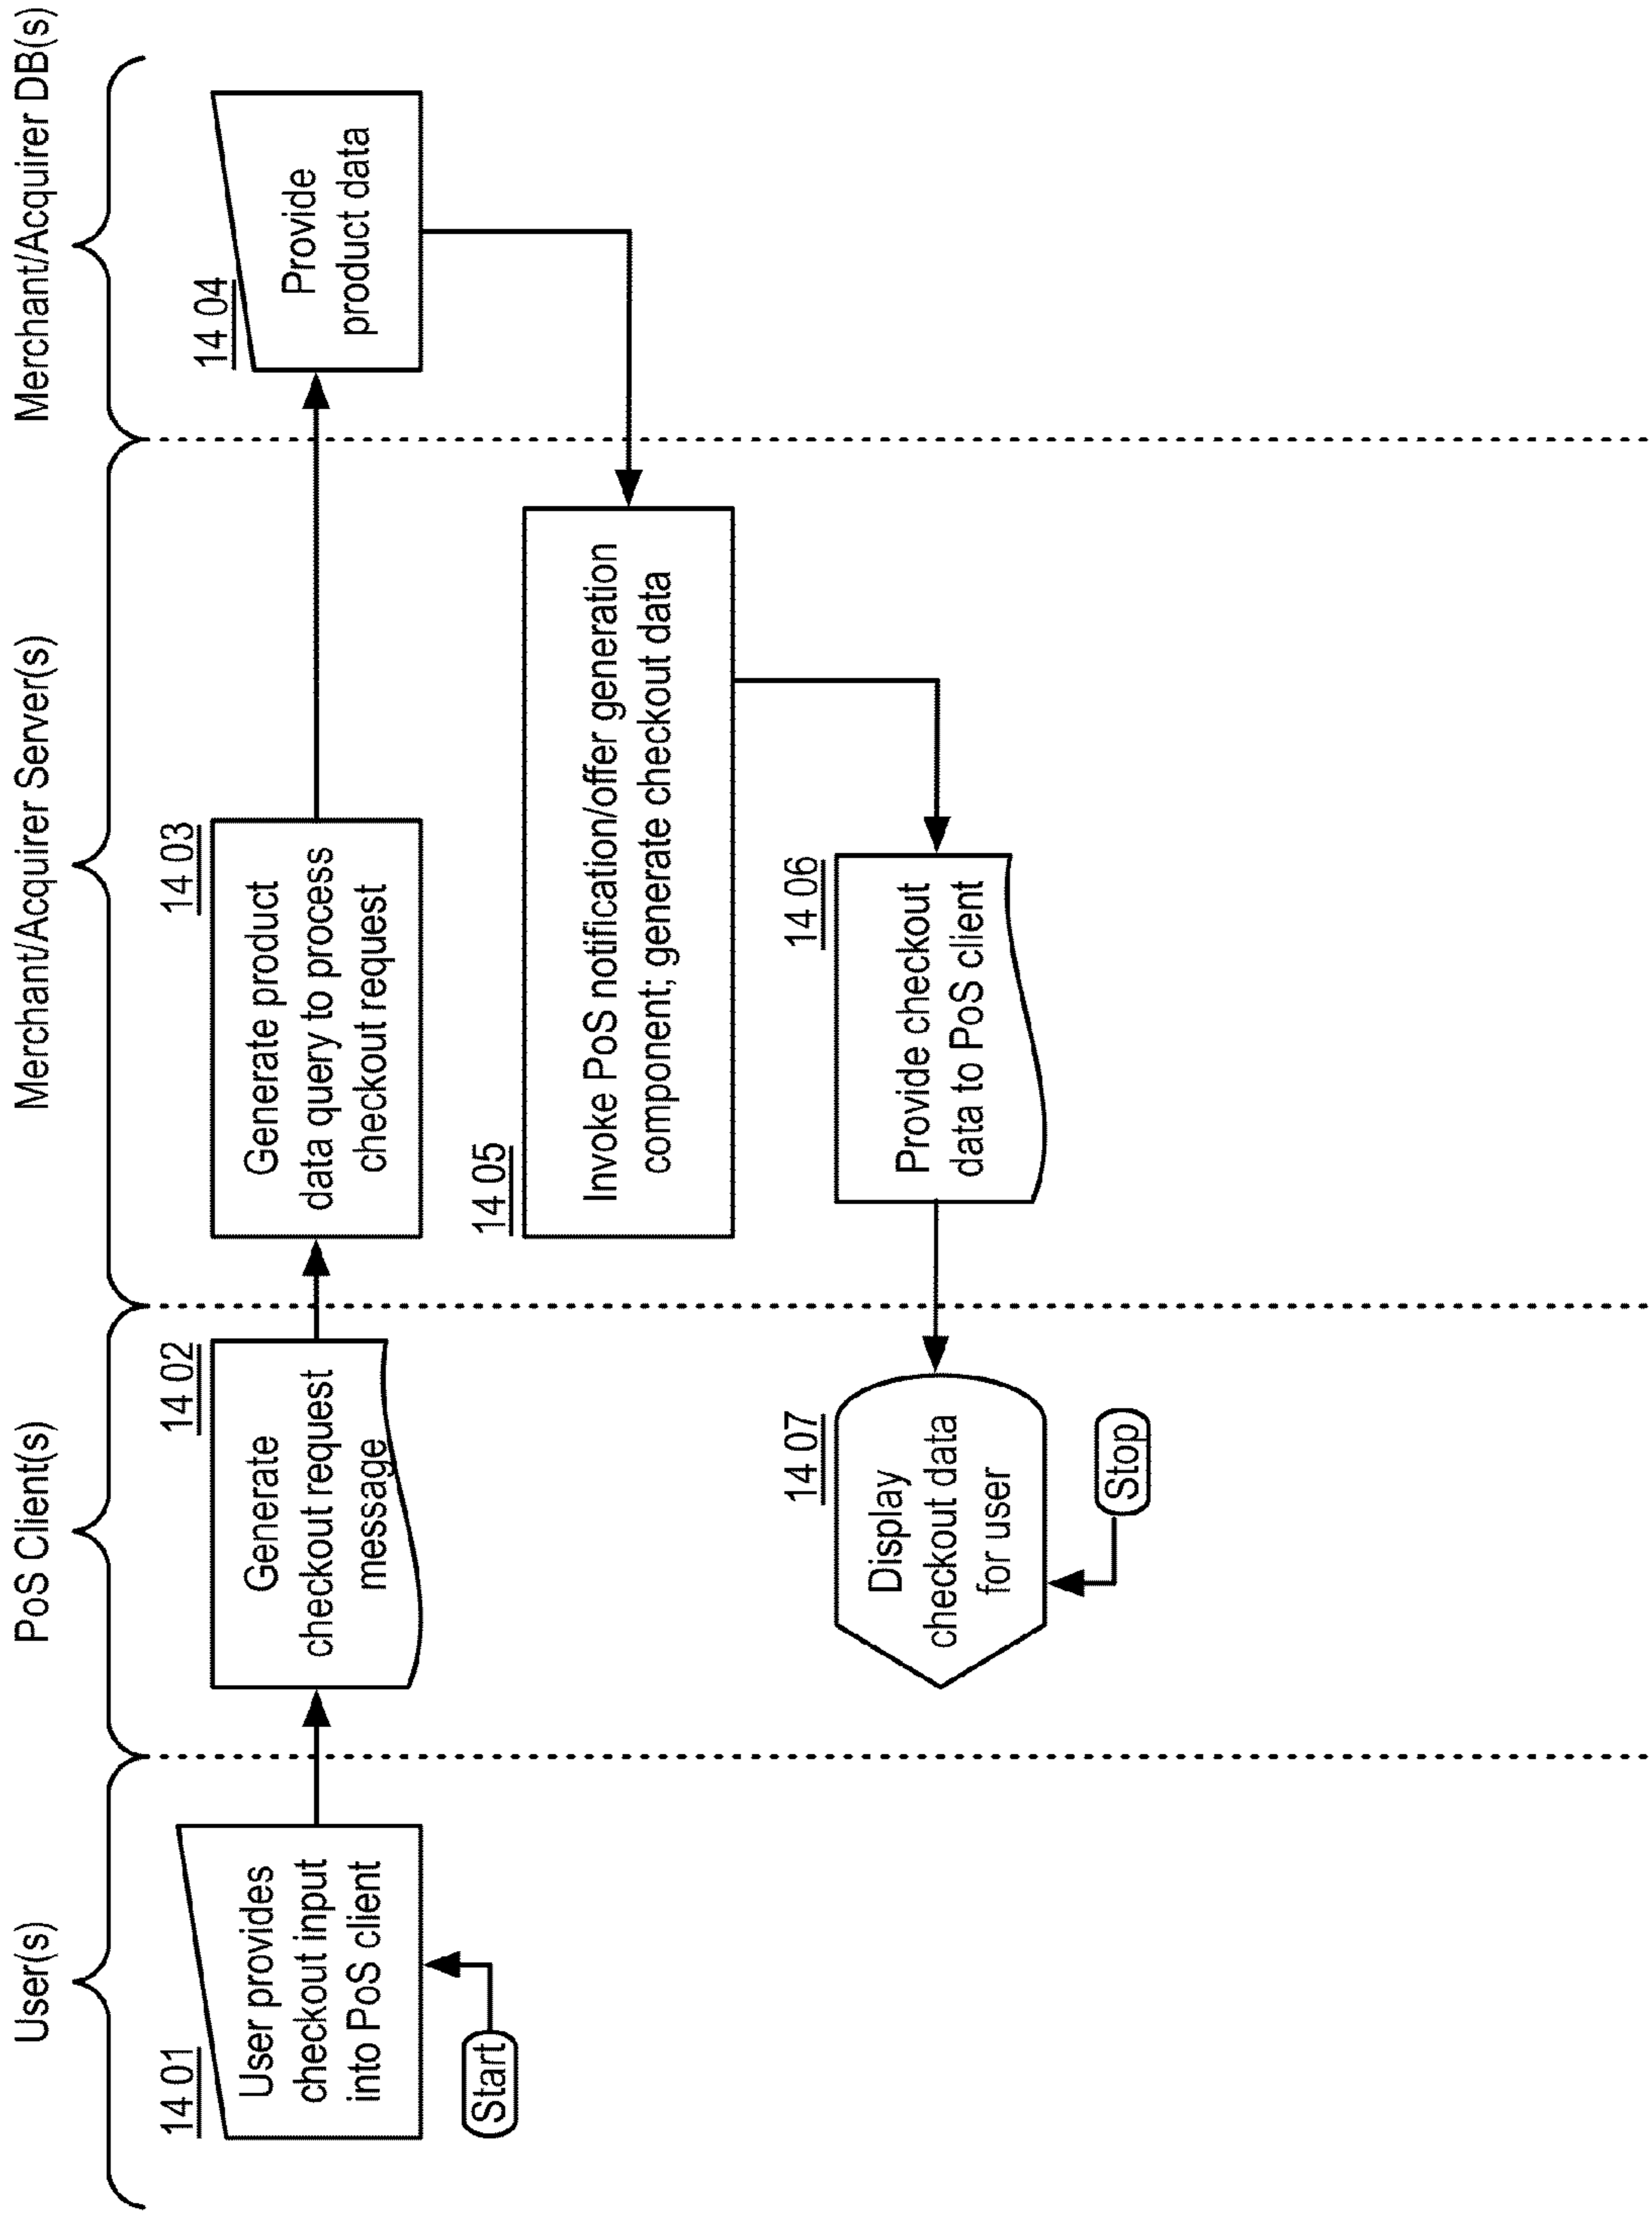 User(s)
PoS Client(s)
Merchant/Acquirer Server(s)
Merchant/Acquirer DB(s)
14 01
User provides
checkout input
into PoS client
Start
14 02
Generate
checkout request
message
14 03
Generate product
data query to process
checkout request
14 04
Provide
product data
14 05
Invoke PoS notification/offer generation
component; generate checkout data
14 06
Provide checkout
data to PoS client
14 07
Display
checkout data
for user
Stop